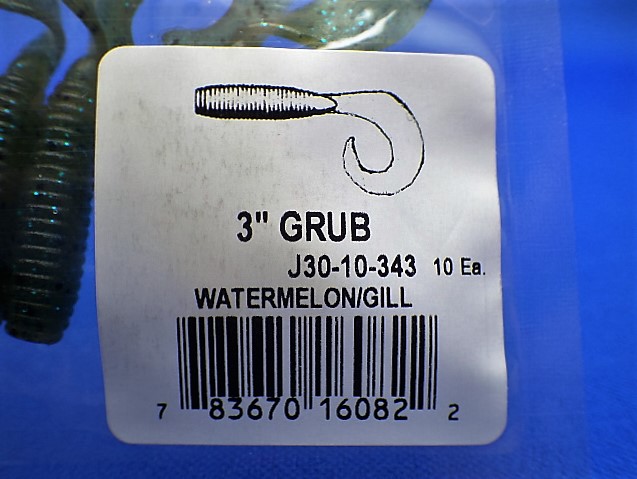 3" GRUB
J30-10-343 10 Ea.
WATERMELON/GILL
7 83670 16082 2